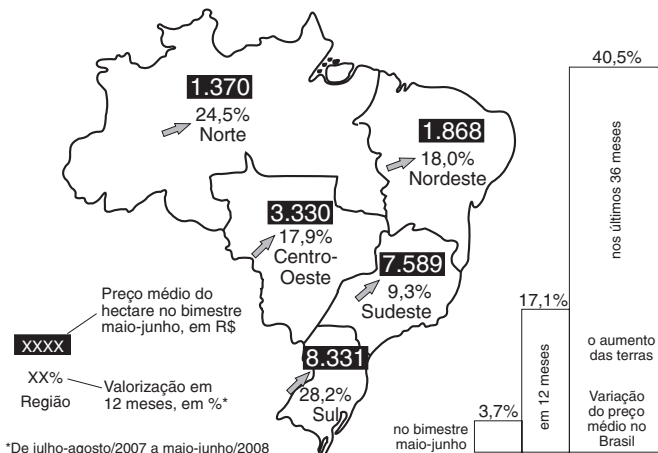 1.370
24,5%
Norte
1.868
18,0%
Nordeste
3.330
17,9%
Centro-
Oeste
7.589
9,3%
Sudeste
8.331
28,2%
Sul
Preço médio do
hectare no bimestre
maio-junho, em R$
XXXX
XX%
Região
Valorização em
12 meses, em %*
*De julho-agosto/2007 a maio-junho/2008
40,5%
nos últimos 36 meses
17,1%
em 12 meses
3,7%
no bimestre
maio-junho
o aumento
das terras
Variação
do preço
médio no
Brasil